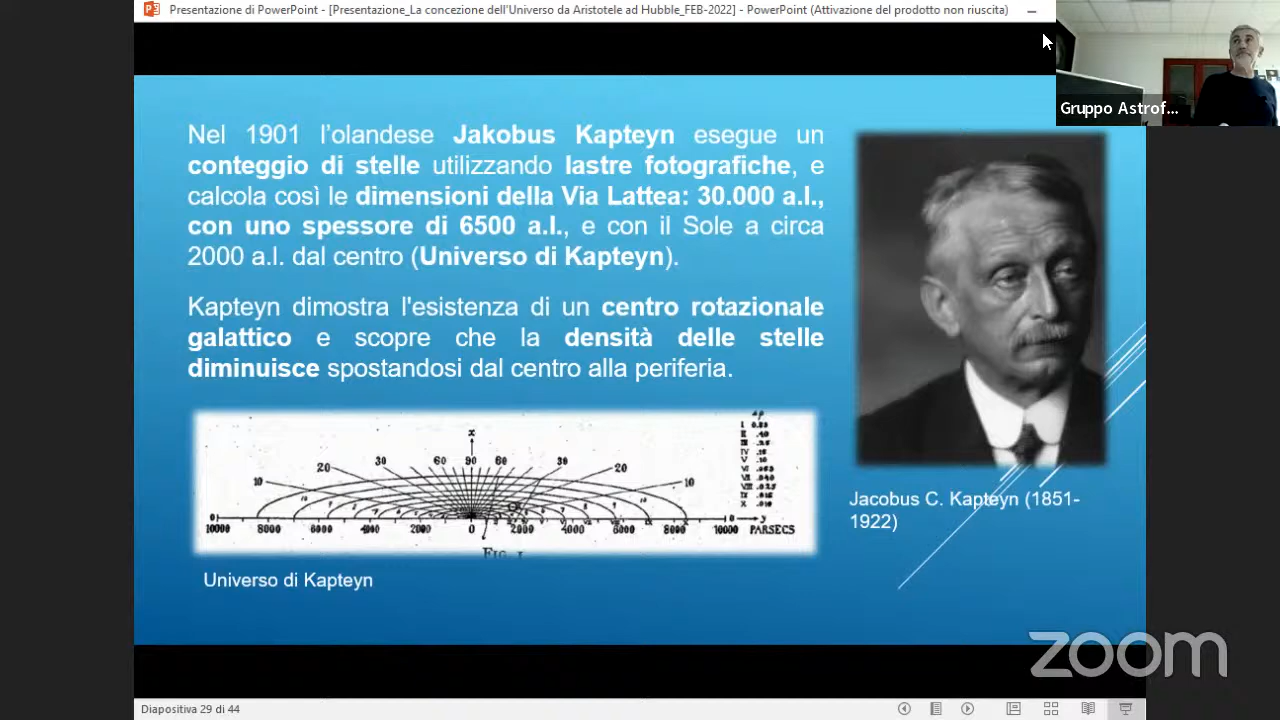 Presentazione di PowerPoint - [Presentazione_La concezione dell'Universo da Aristotele ad Hubble_FEB-2022] - PowerPoint (Attivazione del prodotto non riuscita)
Gruppo Astrof...
Nel 1901 l'olandese Jakobus Kapteyn esegue un
conteggio di stelle utilizzando lastre fotografiche, e
calcola così le dimensioni della Via Lattea: 30.000 a.l.,
con uno spessore di 6500 a.l., e con il Sole a circa
2000 a.l. dal centro (Universo di Kapteyn).
Kapteyn dimostra l'esistenza di un centro rotazionale
galattico e scopre che la densità delle stelle
diminuisce spostandosi dal centro alla periferia.
x
20 30 60 90 60 30 20
10 10
0 0 y
10000 8000 6000 4000 2000 0 2000 4000 6000 8000 10000 PARSECS
FIG. 1
Universo di Kapteyn
Jacobus C. Kapteyn (1851-
1922)
zoom
Diapositiva 29 di 44